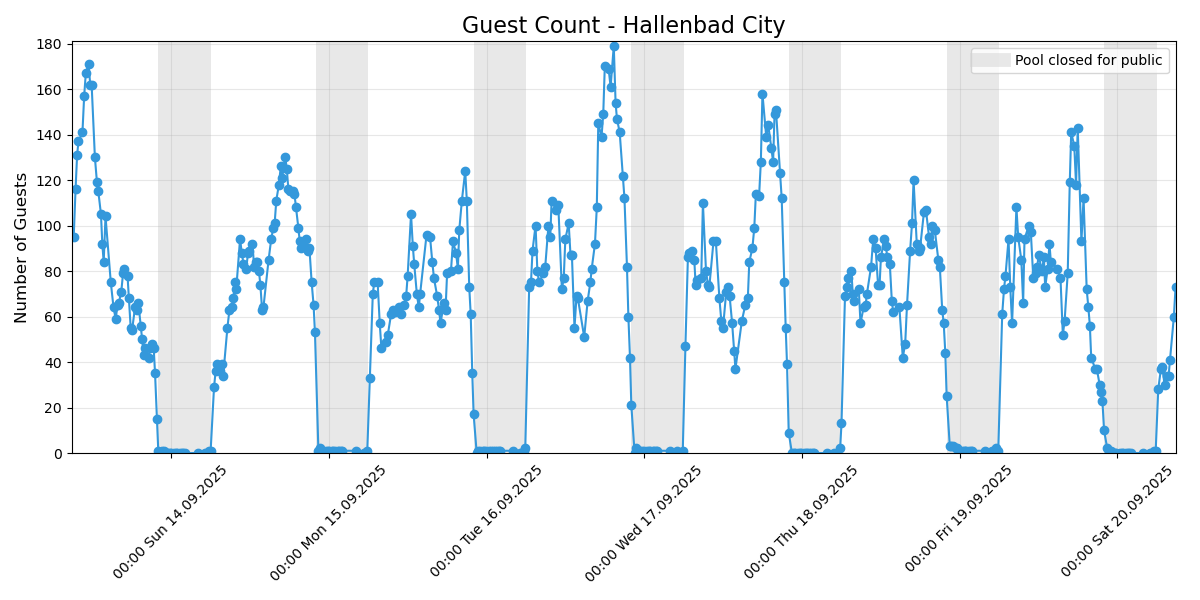 Guest Count - Hallenbad City
Pool closed for public
Number of Guests
180
160
140
120
100
80
60
40
20
0
00:00 Sun 14.09.2025
00:00 Mon 15.09.2025
00:00 Tue 16.09.2025
00:00 Wed 17.09.2025
00:00 Thu 18.09.2025
00:00 Fri 19.09.2025
00:00 Sat 20.09.2025